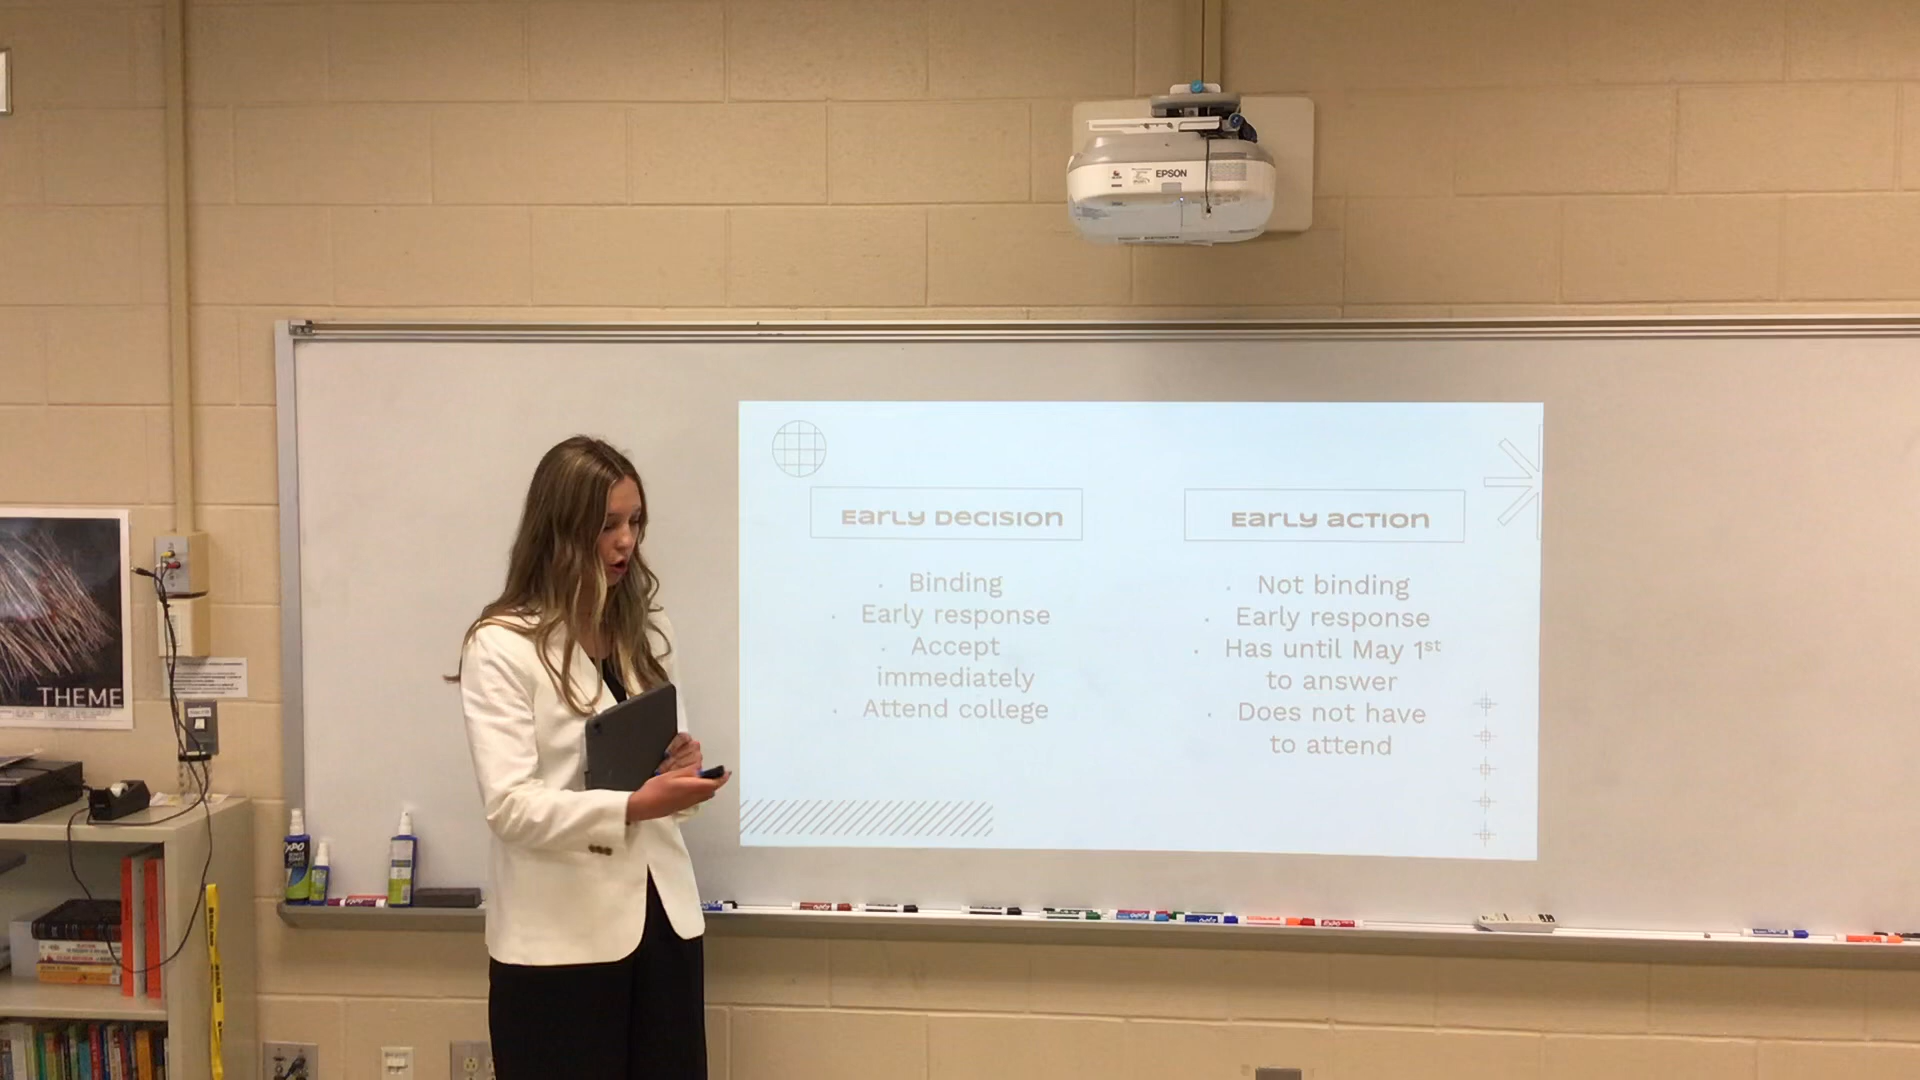 EPSON
Early Decision
Binding
Early response
Accept
immediately
Attend college
Early action
Not binding
Early response
Has until May 1st
to answer
Does not have
to attend
THEME
EXPO